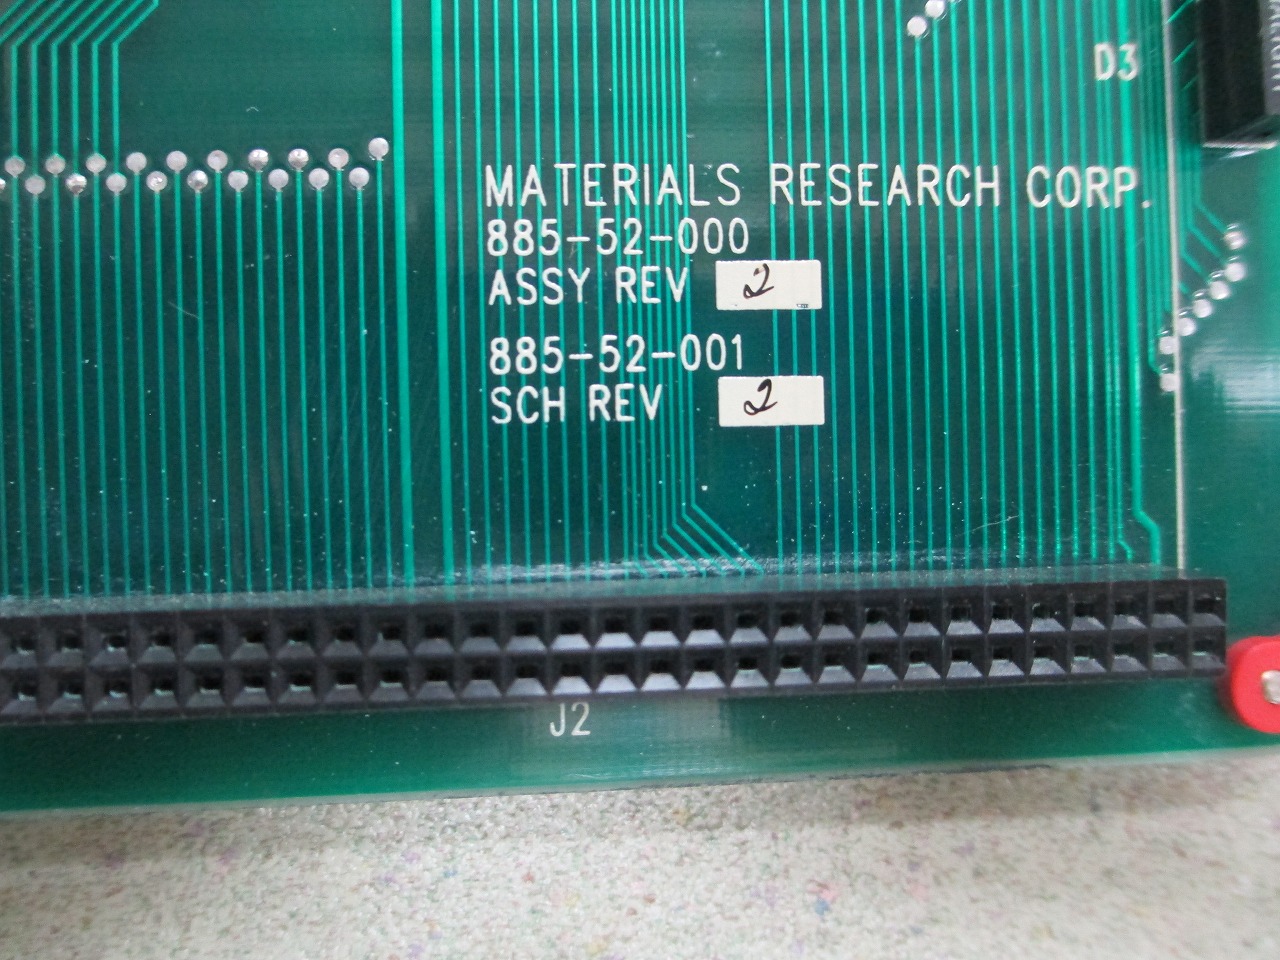 D3
MATERIALS RESEARCH CORP.
885-52-000
ASSY REV 2
885-52-001
SCH REV 2
J2